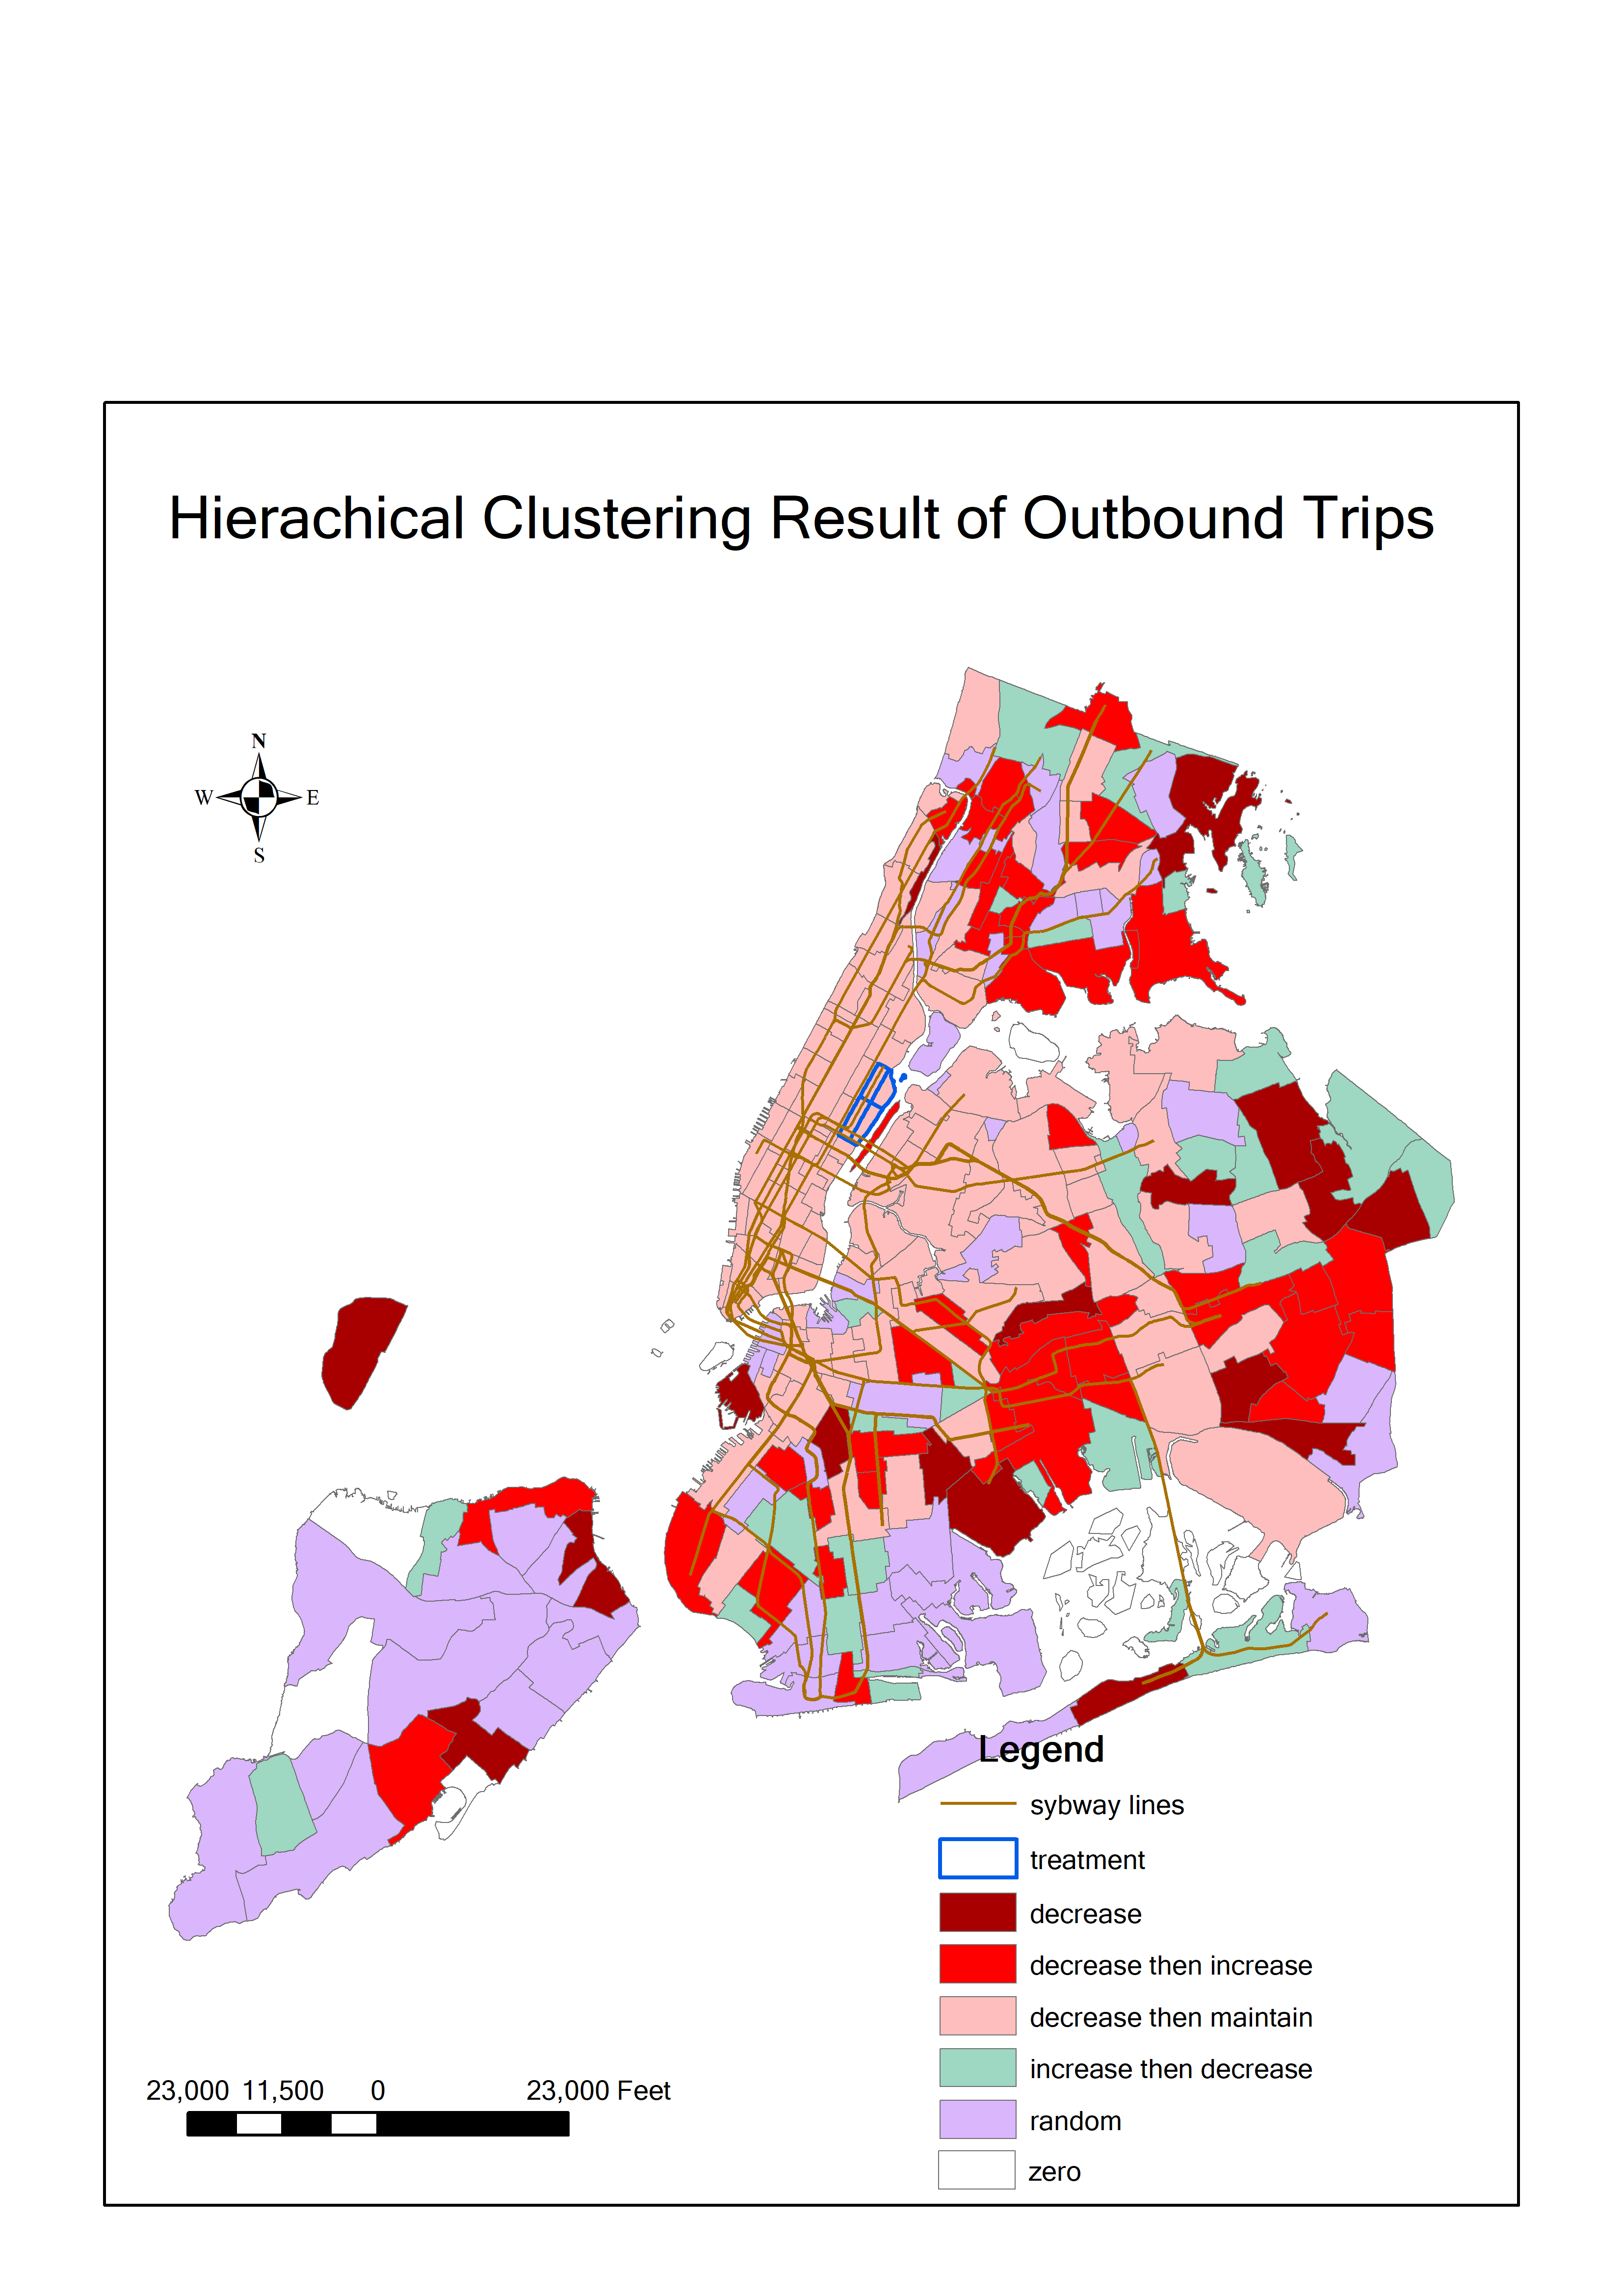 Hierachical Clustering Result of Outbound Trips
N
W E
S
Legend
sybway lines
treatment
decrease
decrease then increase
decrease then maintain
increase then decrease
random
zero
23,000 11,500 0 23,000 Feet